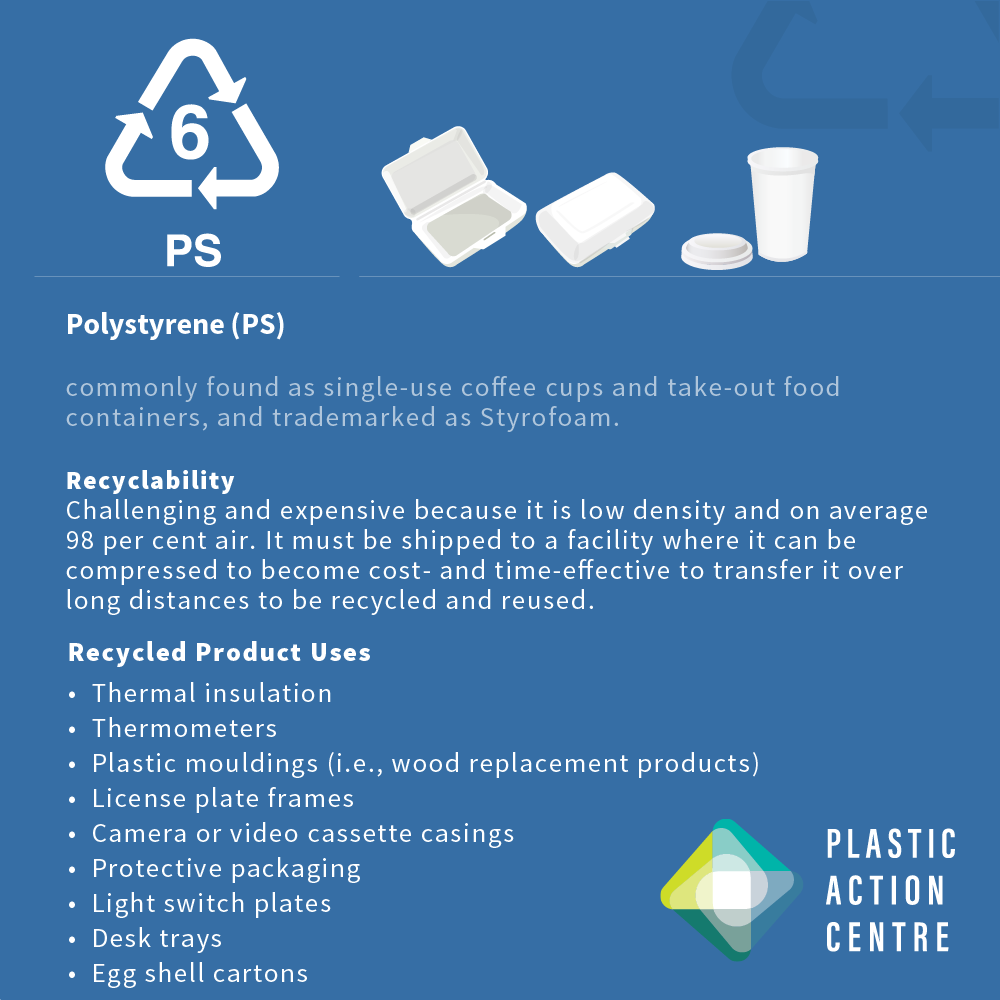 6
PS
Polystyrene (PS)
commonly found as single-use coffee cups and take-out food
containers, and trademarked as Styrofoam.
Recyclability
Challenging and expensive because it is low density and on average
98 per cent air. It must be shipped to a facility where it can be
compressed to become cost- and time-effective to transfer it over
long distances to be recycled and reused.
Recycled Product Uses
• Thermal insulation
• Thermometers
• Plastic mouldings (i.e., wood replacement products)
• License plate frames
• Camera or video cassette casings
• Protective packaging
• Light switch plates
• Desk trays
• Egg shell cartons
PLASTIC
ACTION
CENTRE